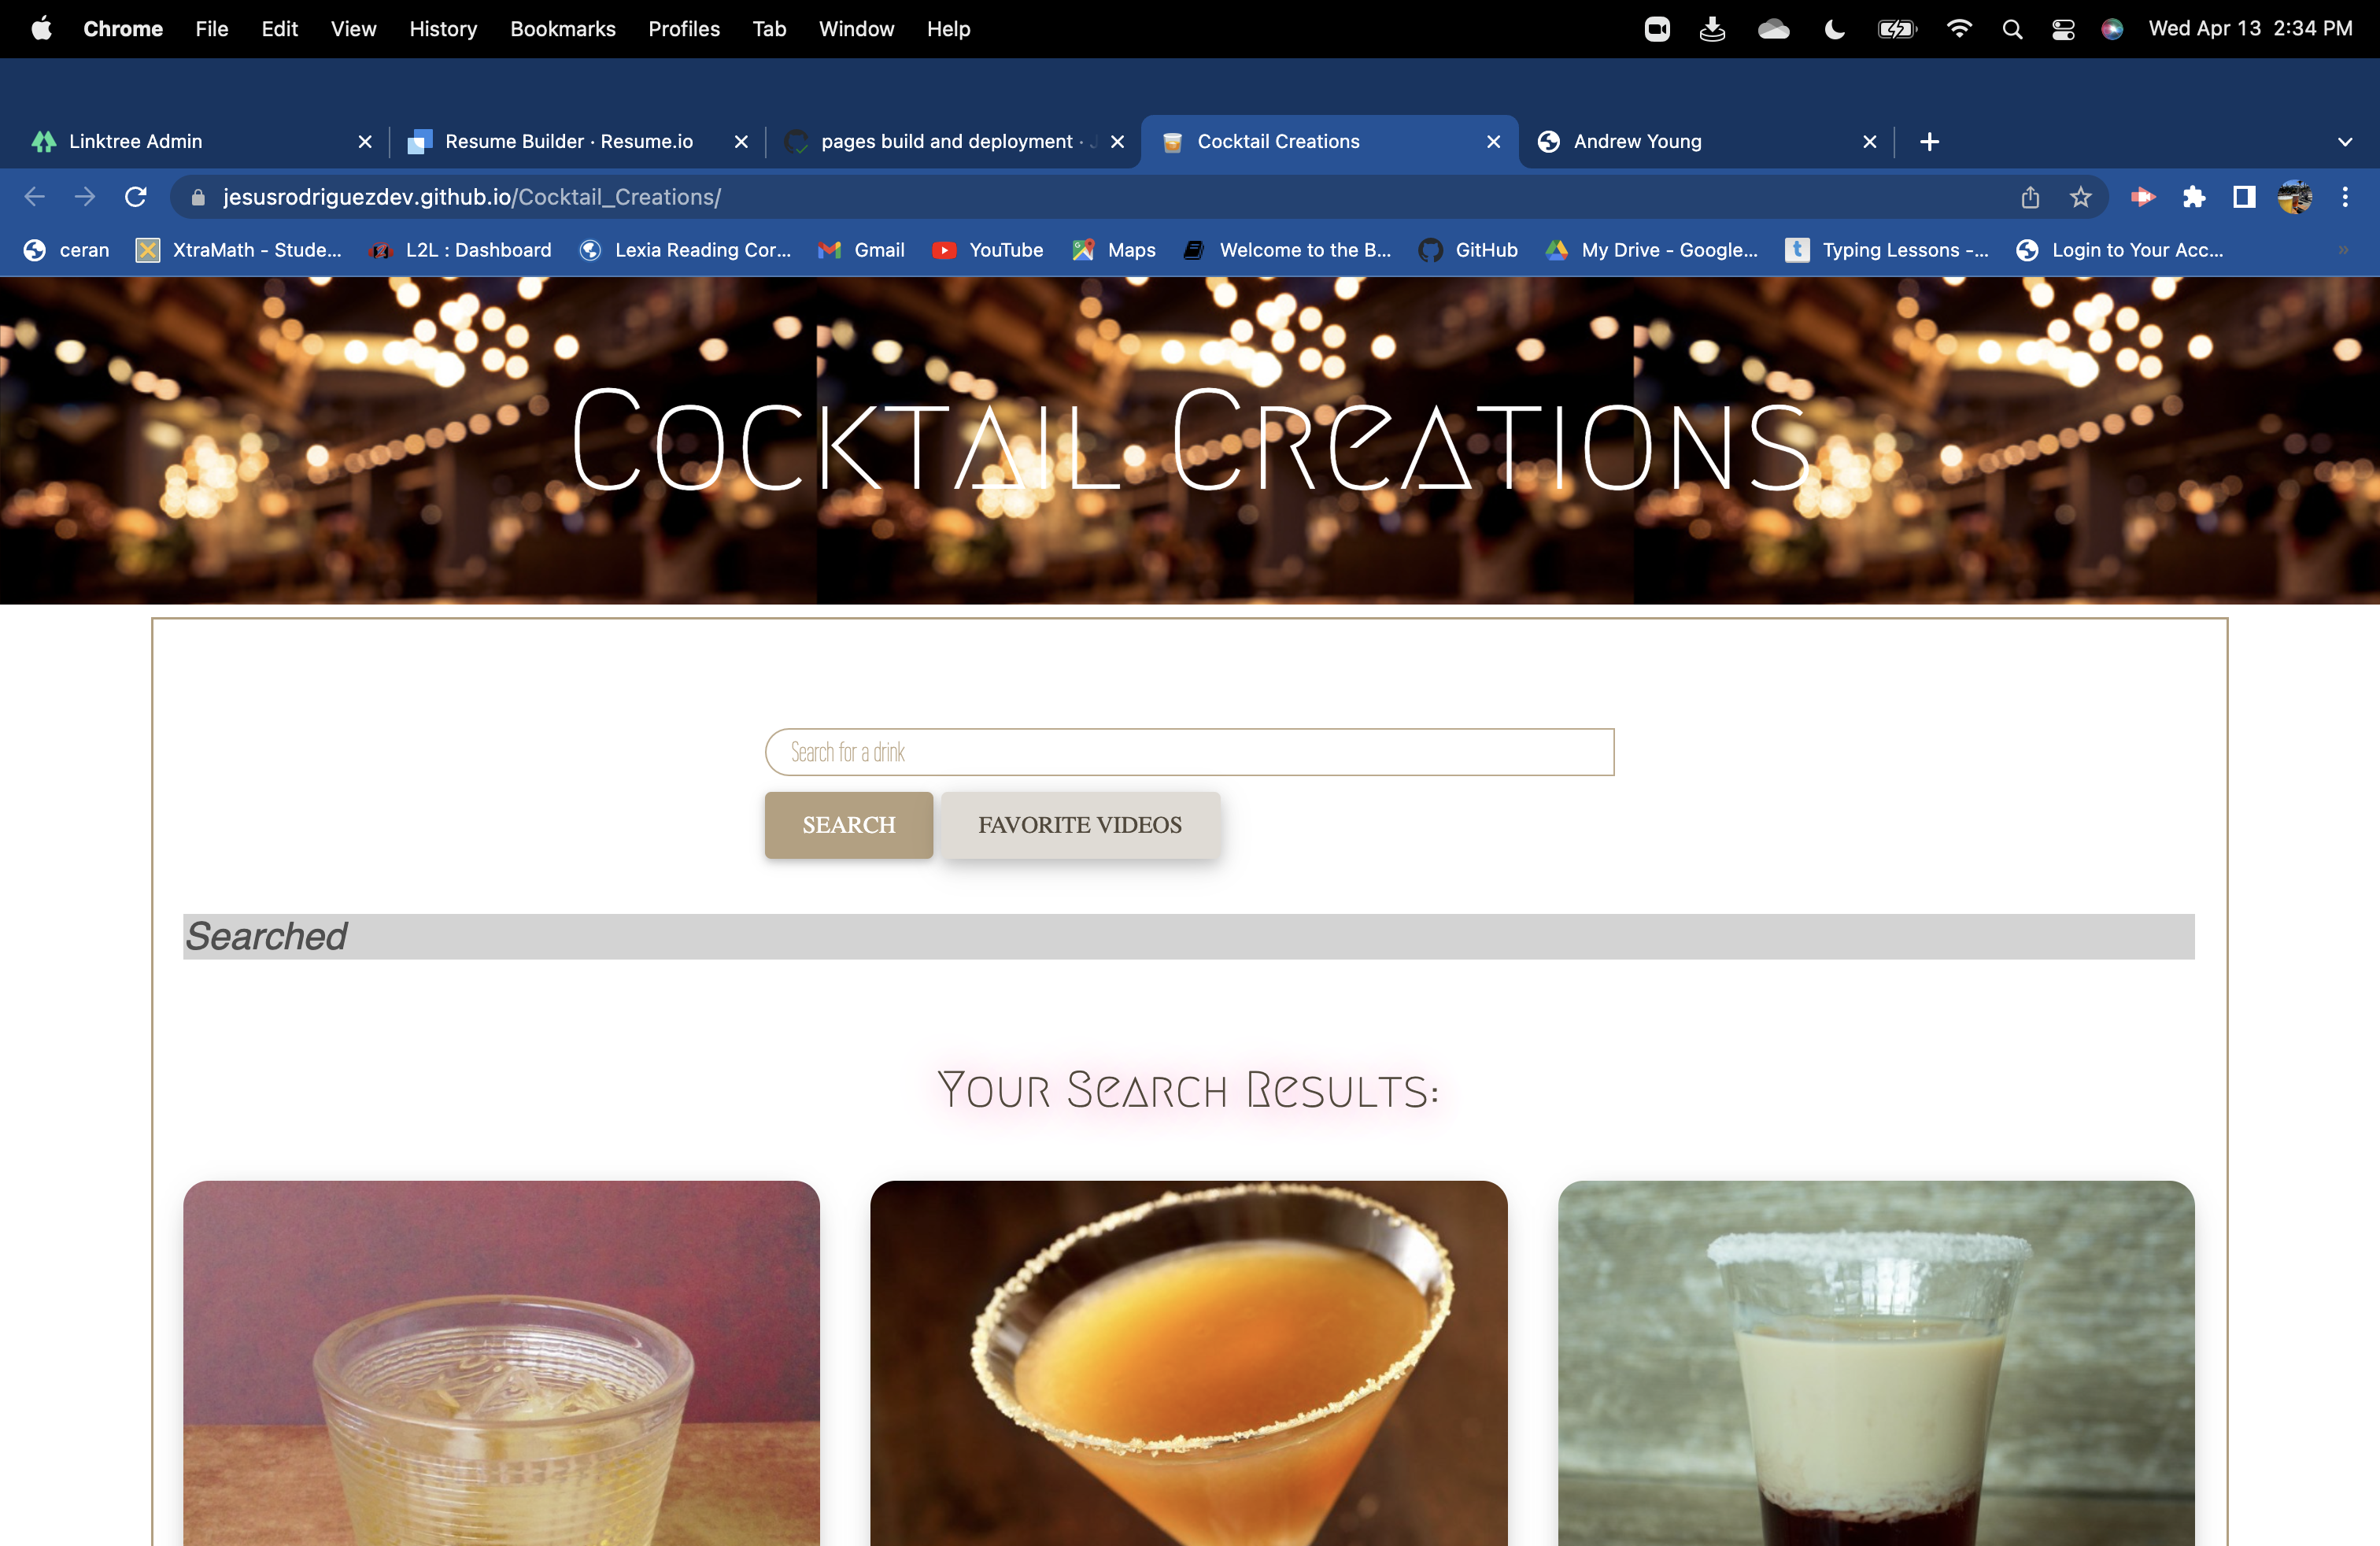 Chrome File Edit View History Bookmarks Profiles Tab Window Help Wed Apr 13 2:34 PM
Linktree Admin Resume Builder · Resume.io pages build and deployment · Cocktail Creations Andrew Young
jesusrodriguezdev.github.io/Cocktail_Creations/
ceran XtraMath - Stude... L2L : Dashboard Lexia Reading Cor... Gmail YouTube Maps Welcome to the B... GitHub My Drive - Google... Typing Lessons -... Login to Your Acc... »
Cocktail Creations
Search for a drink
SEARCH FAVORITE VIDEOS
Searched
Your Search Results: